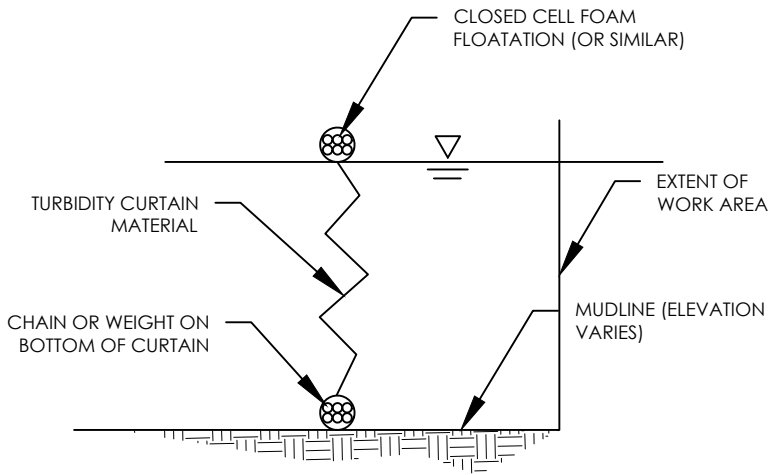 CLOSED CELL FOAM
FLOATATION (OR SIMILAR)
EXTENT OF
WORK AREA
TURBIDITY CURTAIN
MATERIAL
MUDLINE (ELEVATION
VARIES)
CHAIN OR WEIGHT ON
BOTTOM OF CURTAIN